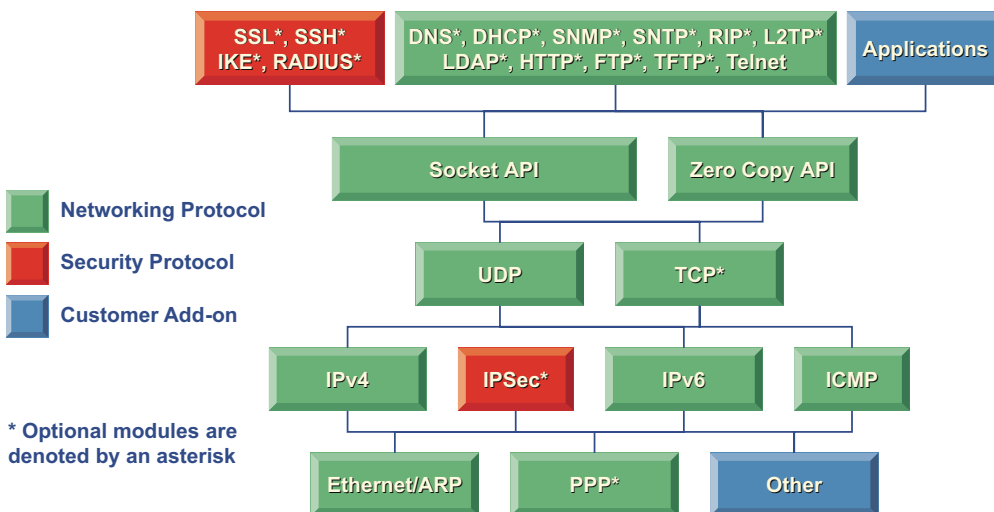 SSL*, SSH*
IKE*, RADIUS*
DNS*, DHCP*, SNMP*, SNTP*, RIP*, L2TP*
LDAP*, HTTP*, FTP*, TFTP*, Telnet
Applications
Socket API
Zero Copy API
Networking Protocol
Security Protocol
Customer Add-on
UDP
TCP*
IPv4
IPSec*
IPv6
ICMP
* Optional modules are
denoted by an asterisk
Ethernet/ARP
PPP*
Other